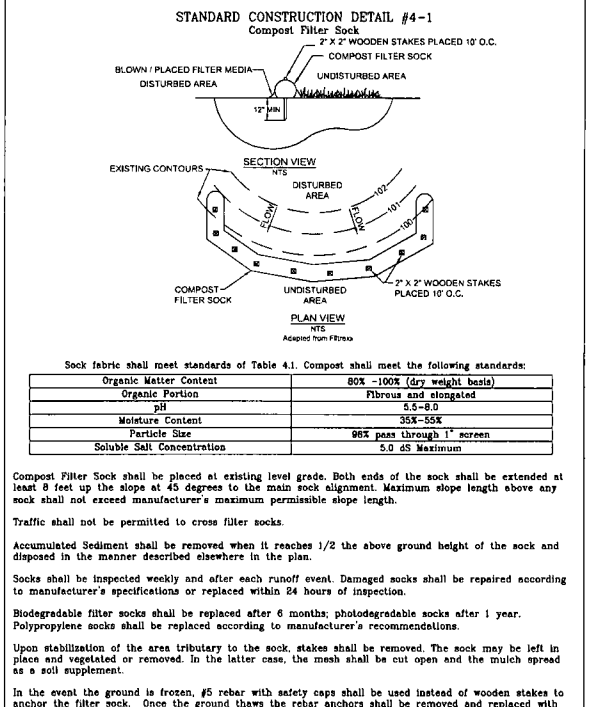 STANDARD CONSTRUCTION DETAIL #4-1
Compost Filter Sock
2" X 2" WOODEN STAKES PLACED 10' O.C.
COMPOST FILTER SOCK
BLOWN / PLACED FILTER MEDIA
DISTURBED AREA
UNDISTURBED AREA
12" MIN
SECTION VIEW
NTS
EXISTING CONTOURS
DISTURBED
AREA
102
101
100
FLOW
FLOW
COMPOST
FILTER SOCK
UNDISTURBED
AREA
2" X 2" WOODEN STAKES
PLACED 10' O.C.
PLAN VIEW
NTS
Adapted from Filtrexx
Sock fabric shall meet standards of Table 4.1. Compost shall meet the following standards:
Organic Matter Content 80% -100% (dry weight basis)
Organic Portion Fibrous and elongated
pH 5.5-8.0
Moisture Content 35%-55%
Particle Size 98% pass through 1" screen
Soluble Salt Concentration 5.0 dS Maximum
Compost Filter Sock shall be placed at existing level grade. Both ends of the sock shall be extended at
least 8 feet up the slope at 45 degrees to the main sock alignment. Maximum slope length above any
sock shall not exceed manufacturer's maximum permissible slope length.
Traffic shall not be permitted to cross filter socks.
Accumulated Sediment shall be removed when it reaches 1/2 the above ground height of the sock and
disposed in the manner described elsewhere in the plan.
Socks shall be inspected weekly and after each runoff event. Damaged socks shall be repaired according
to manufacturer's specifications or replaced within 24 hours of inspection.
Biodegradable filter socks shall be replaced after 6 months; photodegradable socks after 1 year.
Polypropylene socks shall be replaced according to manufacturer's recommendations.
Upon stabilization of the area tributary to the sock, stakes shall be removed. The sock may be left in
place and vegetated or removed. In the latter case, the mesh shall be cut open and the mulch spread
as a soil supplement.
In the event the ground is frozen, #5 rebar with safety caps shall be used instead of wooden stakes to
anchor the filter sock. Once the ground thaws the rebar anchors shall be removed and replaced with